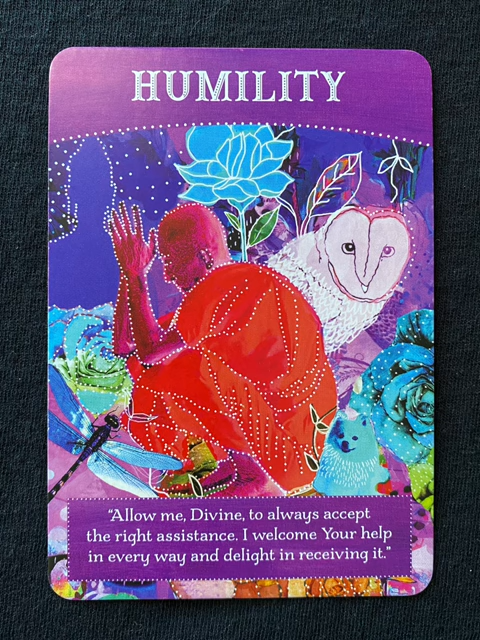 HUMILITY
“Allow me, Divine, to always accept
the right assistance. I welcome Your help
in every way and delight in receiving it.”